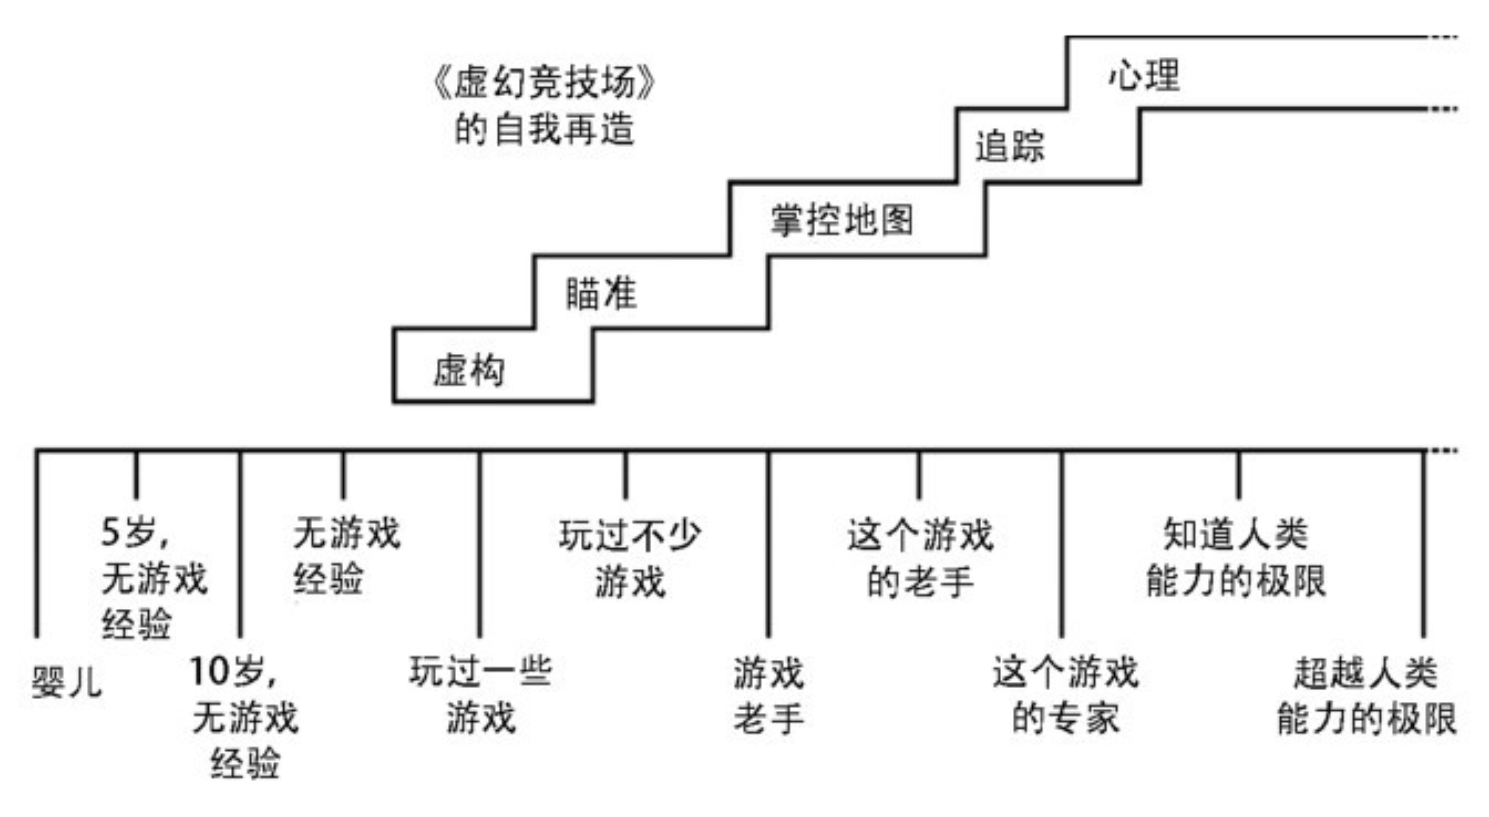 《虚幻竞技场》
的自我再造
心理
追踪
掌控地图
瞄准
虚构
婴儿
5岁,
无游戏
经验
10岁,
无游戏
经验
无游戏
经验
玩过一些
游戏
玩过不少
游戏
游戏
老手
这个游戏
的老手
这个游戏
的专家
知道人类
能力的极限
超越人类
能力的极限